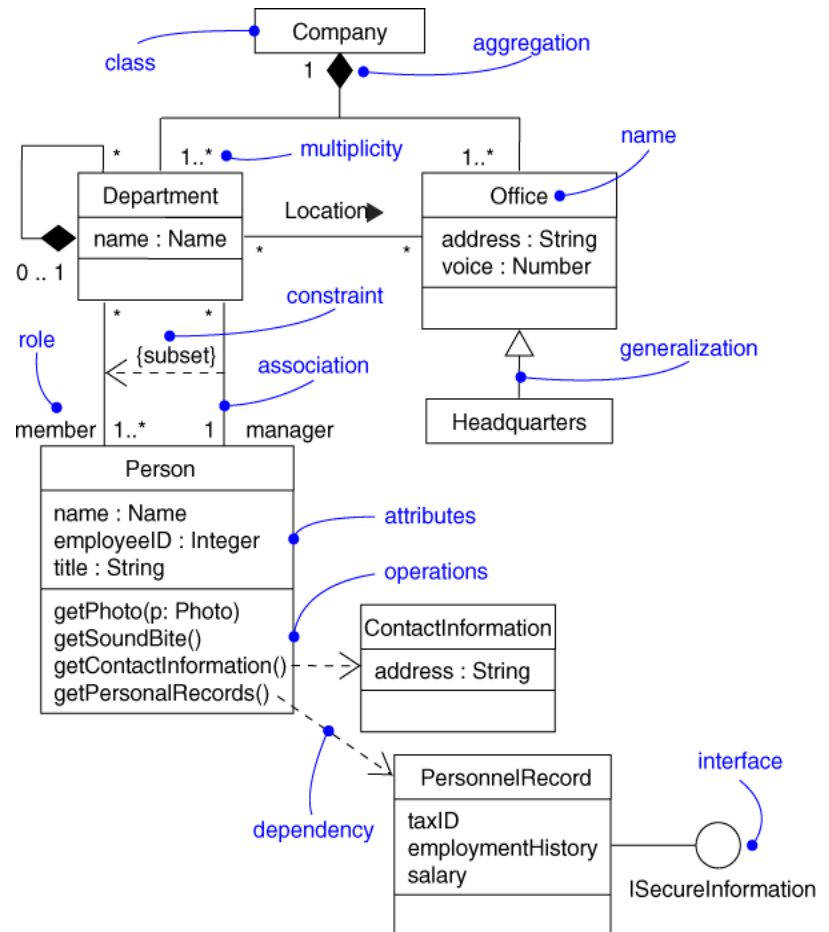 Company
class
aggregation
1
multiplicity
name
*
1..*
1..*
Department
Office
Location
name : Name
address : String
voice : Number
*
*
0 .. 1
constraint
*
*
role
{subset}
association
generalization
member
1..*
1
manager
Headquarters
Person
name : Name
employeeID : Integer
title : String
attributes
operations
getPhoto(p: Photo)
getSoundBite()
getContactInformation()
getPersonalRecords()
ContactInformation
address : String
dependency
PersonnelRecord
interface
taxID
employmentHistory
salary
ISecureInformation